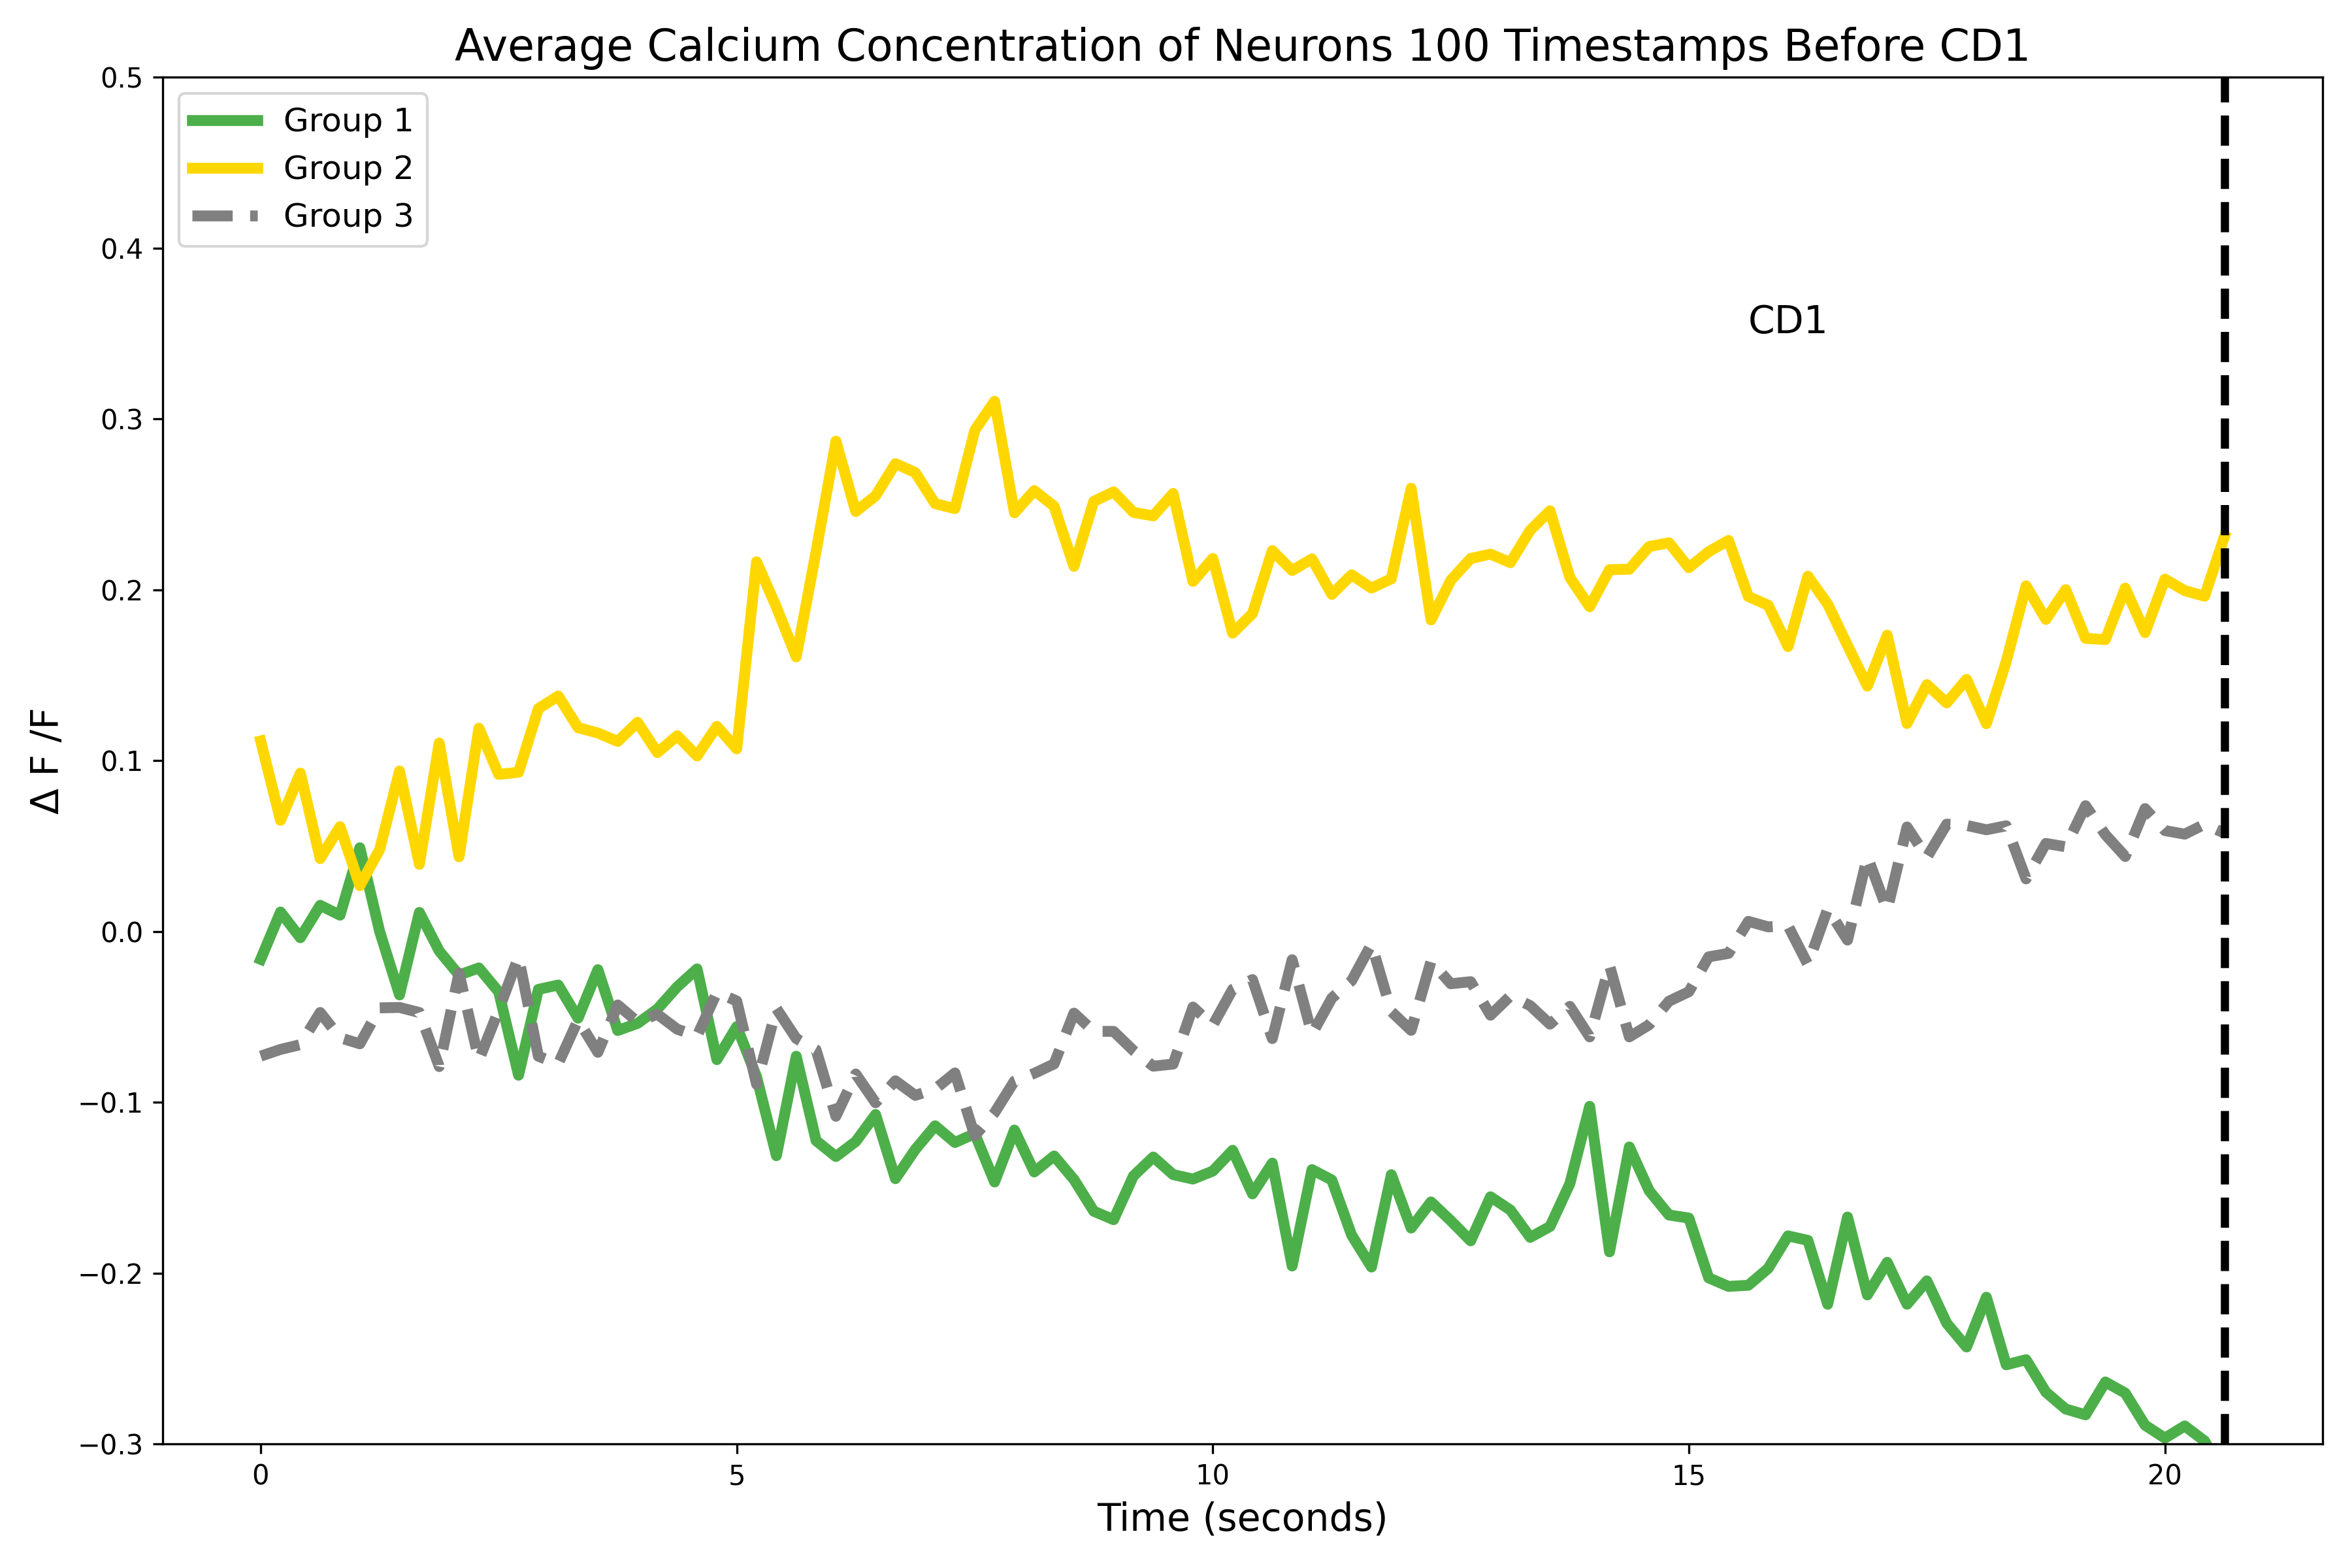 Average Calcium Concentration of Neurons 100 Timestamps Before CD1
0.5
Group 1
Group 2
Group 3
0.4
CD1
0.3
0.2
Δ F /F
0.1
0.0
−0.1
−0.2
−0.3
0 5 10 15 20
Time (seconds)